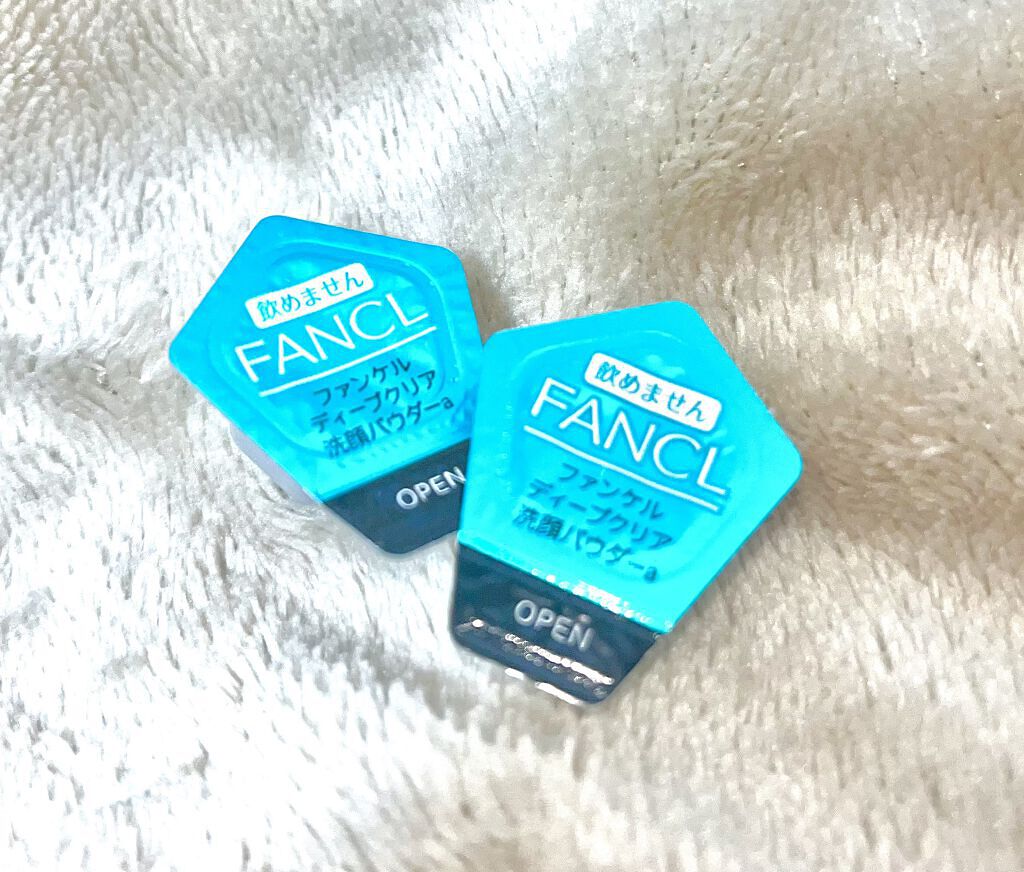 飲めません
FANCL
ファンケル
ディープクリア
洗顔パウダーa
OPEN
飲めません
FANCL
ファンケル
ディープクリア
洗顔パウダーa
OPEN